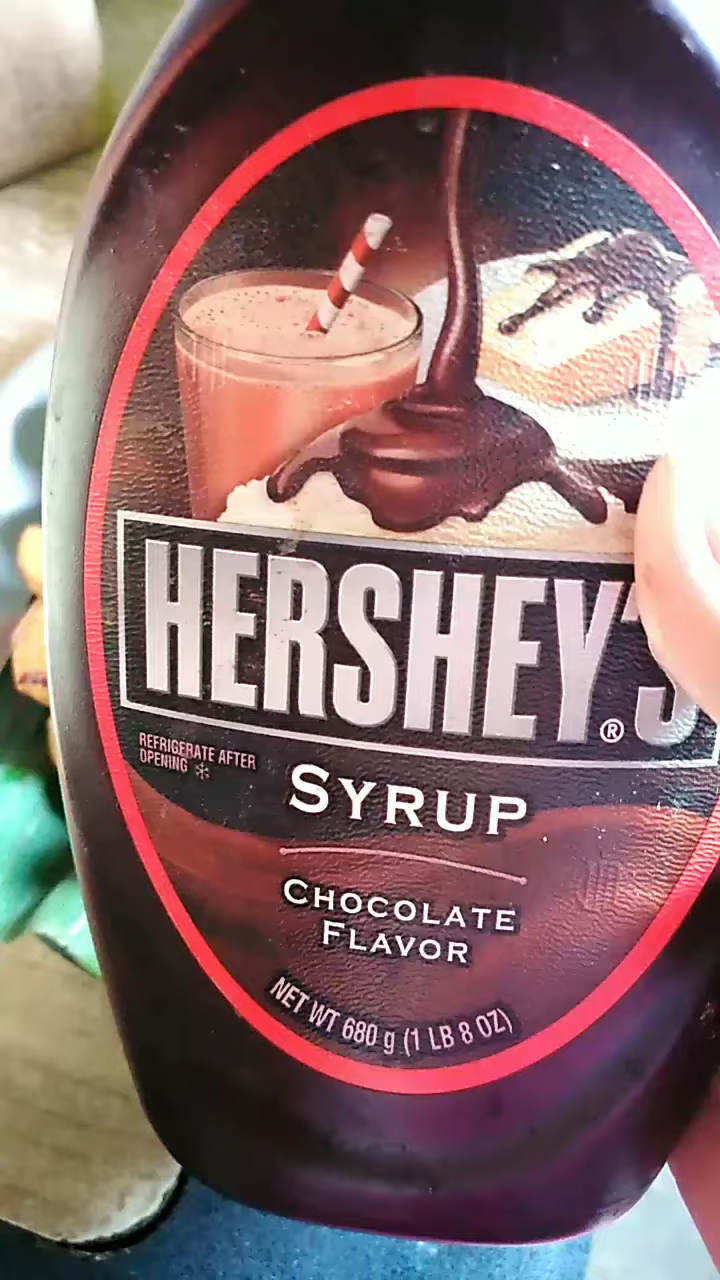 HERSHEY'S®
REFRIGERATE AFTER
OPENING *
SYRUP
CHOCOLATE
FLAVOR
NET WT 680 g (1 LB 8 OZ)